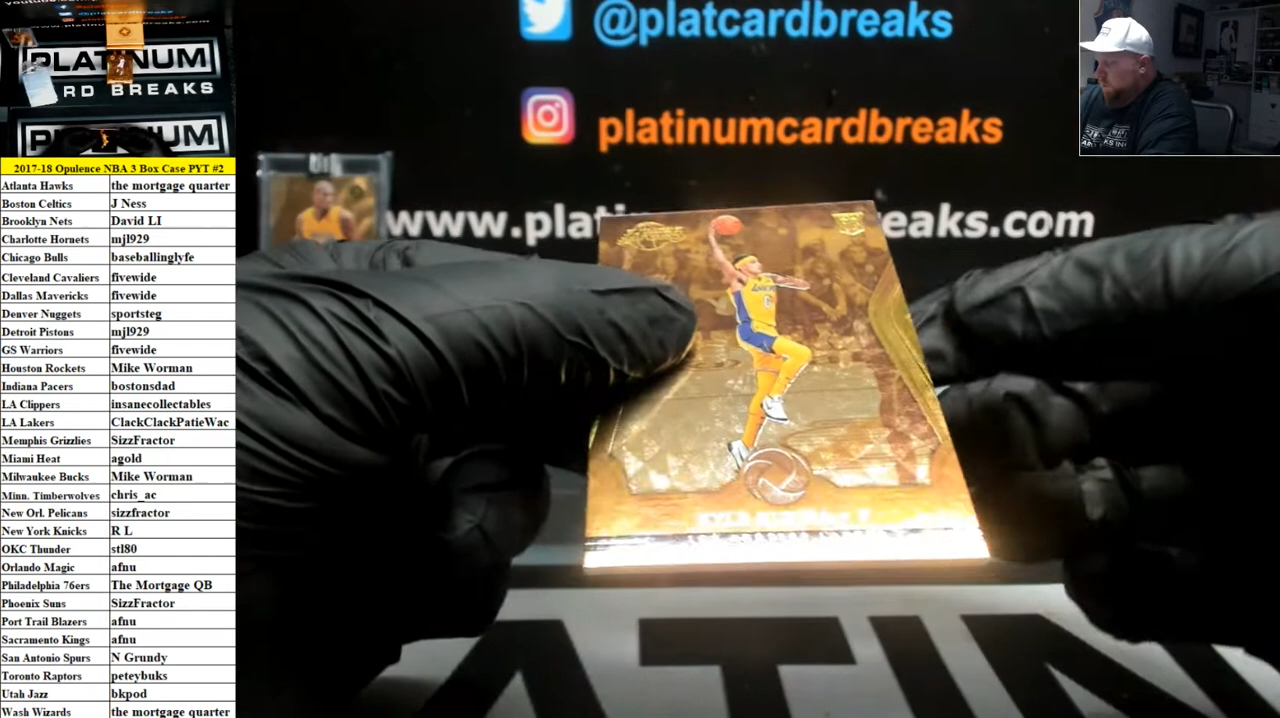 @platcardbreaks
platinumcardbreaks
www.plat
breaks.com
PLATINUM
RD BREAKS
2017-18 Opulence NBA 3 Box Case PYT #2
Atlanta Hawks the mortgage quarter
Boston Celtics J Ness
Brooklyn Nets David LI
Charlotte Hornets mjl929
Chicago Bulls baseballinglyfe
Cleveland Cavaliers fivewide
Dallas Mavericks fivewide
Denver Nuggets sportsteg
Detroit Pistons mjl929
GS Warriors fivewide
Houston Rockets Mike Worman
Indiana Pacers bostonsdad
LA Clippers insanecollectables
LA Lakers ClackClackPatieWac
Memphis Grizzlies SizzFractor
Miami Heat agold
Milwaukee Bucks Mike Worman
Minn. Timberwolves chris_ac
New Orl. Pelicans sizzfractor
New York Knicks R L
OKC Thunder stl80
Orlando Magic afnu
Philadelphia 76ers The Mortgage QB
Phoenix Suns SizzFractor
Port Trail Blazers afnu
Sacramento Kings afnu
San Antonio Spurs N Grundy
Toronto Raptors peteybuks
Utah Jazz bkpod
Wash Wizards the mortgage quarter
ATIN